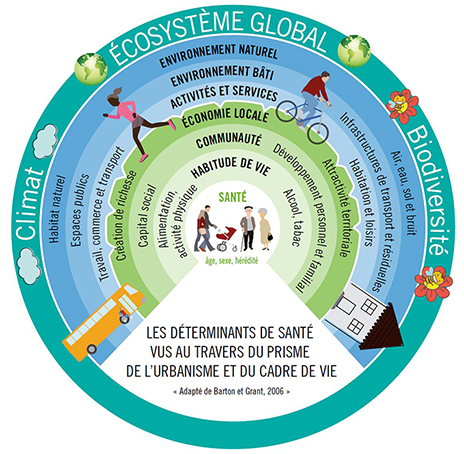 ÉCOSYSTÈME GLOBAL
Climat
Biodiversité
ENVIRONNEMENT NATUREL
Habitat naturel
Air, eau, sol et bruit
ENVIRONNEMENT BÂTI
Espaces publics
Infrastructures de transport et résiduelles
ACTIVITÉS ET SERVICES
Travail, commerce et transport
Habitation et loisirs
ÉCONOMIE LOCALE
Création de richesse
Attractivité territoriale
COMMUNAUTÉ
Capital social
Développement personnel et familial
HABITUDE DE VIE
Alimentation,
activité physique
Alcool, tabac
SANTÉ
âge, sexe, hérédité
LES DÉTERMINANTS DE SANTÉ
VUS AU TRAVERS DU PRISME
DE L'URBANISME ET DU CADRE DE VIE
« Adapté de Barton et Grant, 2006 »